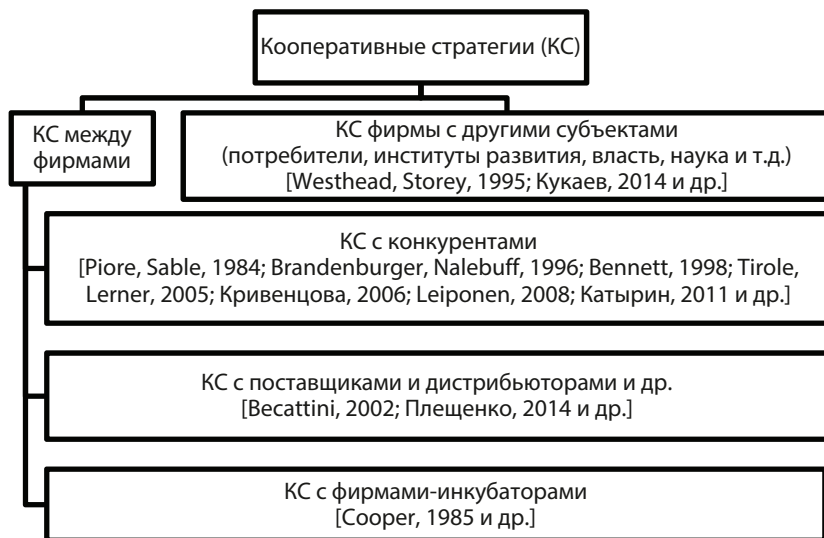 Кооперативные стратегии (КС)
КС между
фирмами
КС фирмы с другими субъектами
(потребители, институты развития, власть, наука и т.д.)
[Westhead, Storey, 1995; Кукаев, 2014 и др.]
КС с конкурентами
[Piore, Sable, 1984; Brandenburger, Nalebuff, 1996; Bennett, 1998; Tirole,
Lerner, 2005; Кривенцова, 2006; Leiponen, 2008; Катырин, 2011 и др.]
КС с поставщиками и дистрибьюторами и др.
[Becattini, 2002; Плещенко, 2014 и др.]
КС с фирмами-инкубаторами
[Cooper, 1985 и др.]